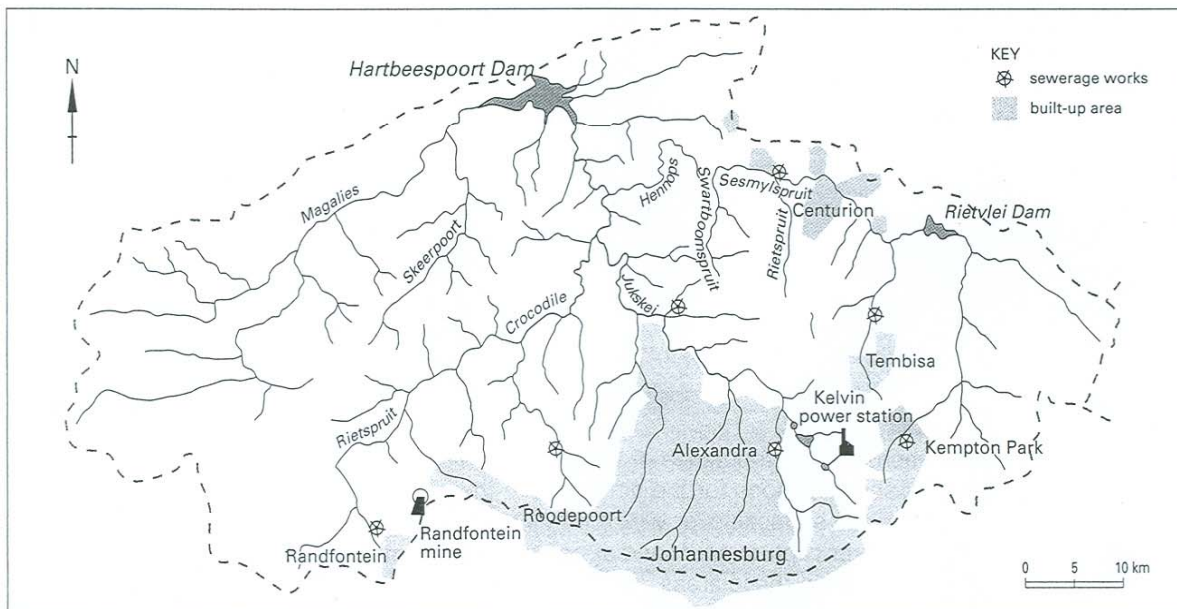 N
Hartbeespoort Dam
KEY
sewerage works
built-up area
Magalies
Skeerpoort
Hennops
Swartboomspruit
Sesmylspruit
Rietspruit
Centurion
Rietvlei Dam
Crocodile
Jukskei
Tembisa
Kelvin
power station
Rietspruit
Alexandra
Kempton Park
Roodepoort
Randfontein
Randfontein
mine
Johannesburg
0 5 10 km